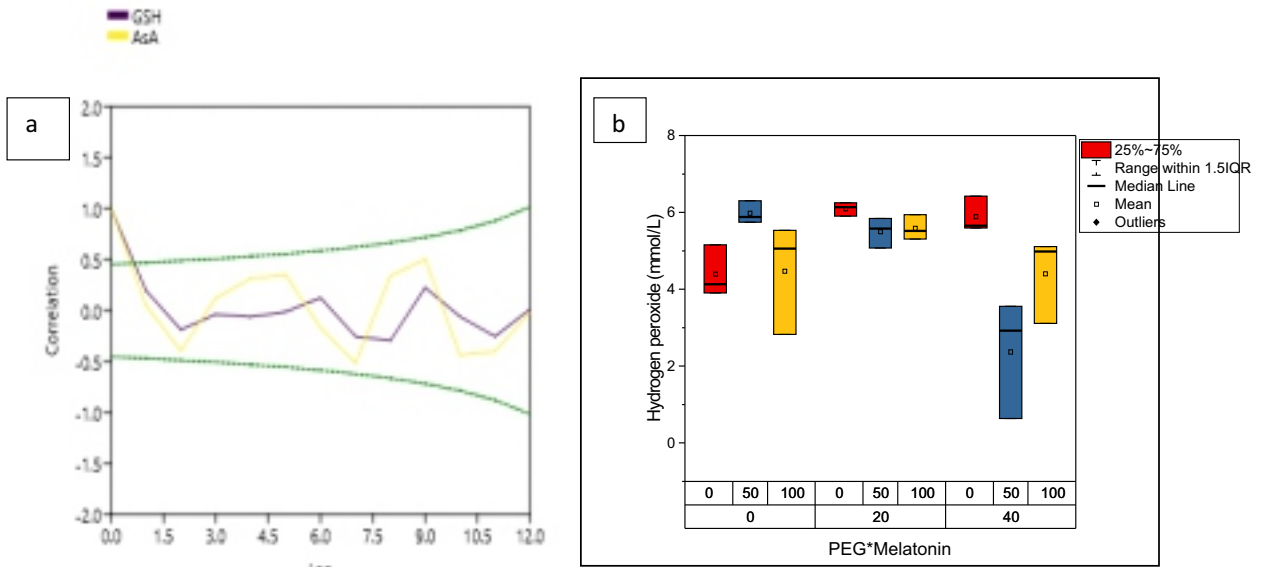 GSH
AsA
a
2.0
1.5
1.0
0.5
0.0
-0.5
-1.0
-1.5
-2.0
Correlation
0.0 1.5 3.0 4.5 6.0 7.5 9.0 10.5 12.0
b
8
6
4
2
0
Hydrogen peroxide (mmol/L)
25%~75%
Range within 1.5IQR
Median Line
Mean
Outliers
0 50 100 0 50 100 0 50 100
0 20 40
PEG*Melatonin